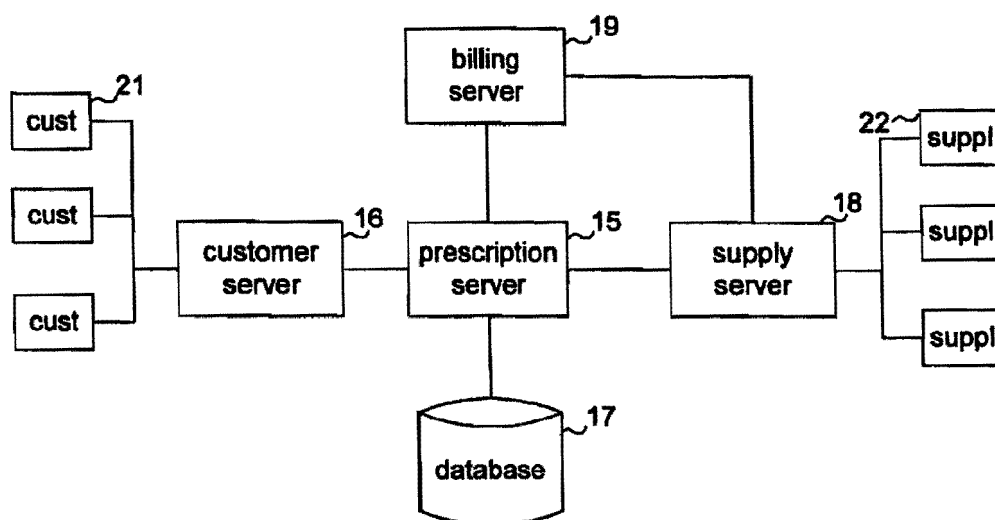 19
billing
server
21
cust
22
suppl
cust
suppl
16
customer
server
15
prescription
server
18
supply
server
cust
suppl
17
database